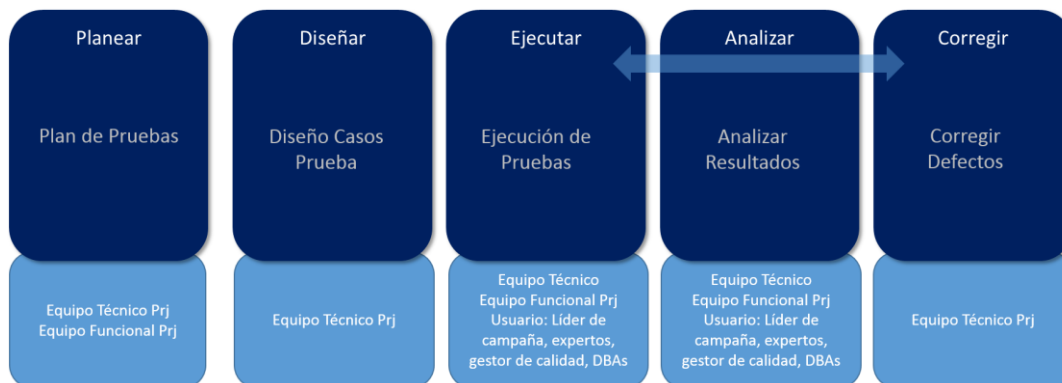 Planear
Plan de Pruebas
Equipo Técnico Prj
Equipo Funcional Prj
Diseñar
Diseño Casos
Prueba
Equipo Técnico Prj
Ejecutar
Ejecución de
Pruebas
Equipo Técnico
Equipo Funcional Prj
Usuario: Líder de
campaña, expertos,
gestor de calidad, DBAs
Analizar
Analizar
Resultados
Equipo Técnico
Equipo Funcional Prj
Usuario: Líder de
campaña, expertos,
gestor de calidad, DBAs
Corregir
Corregir
Defectos
Equipo Técnico Prj